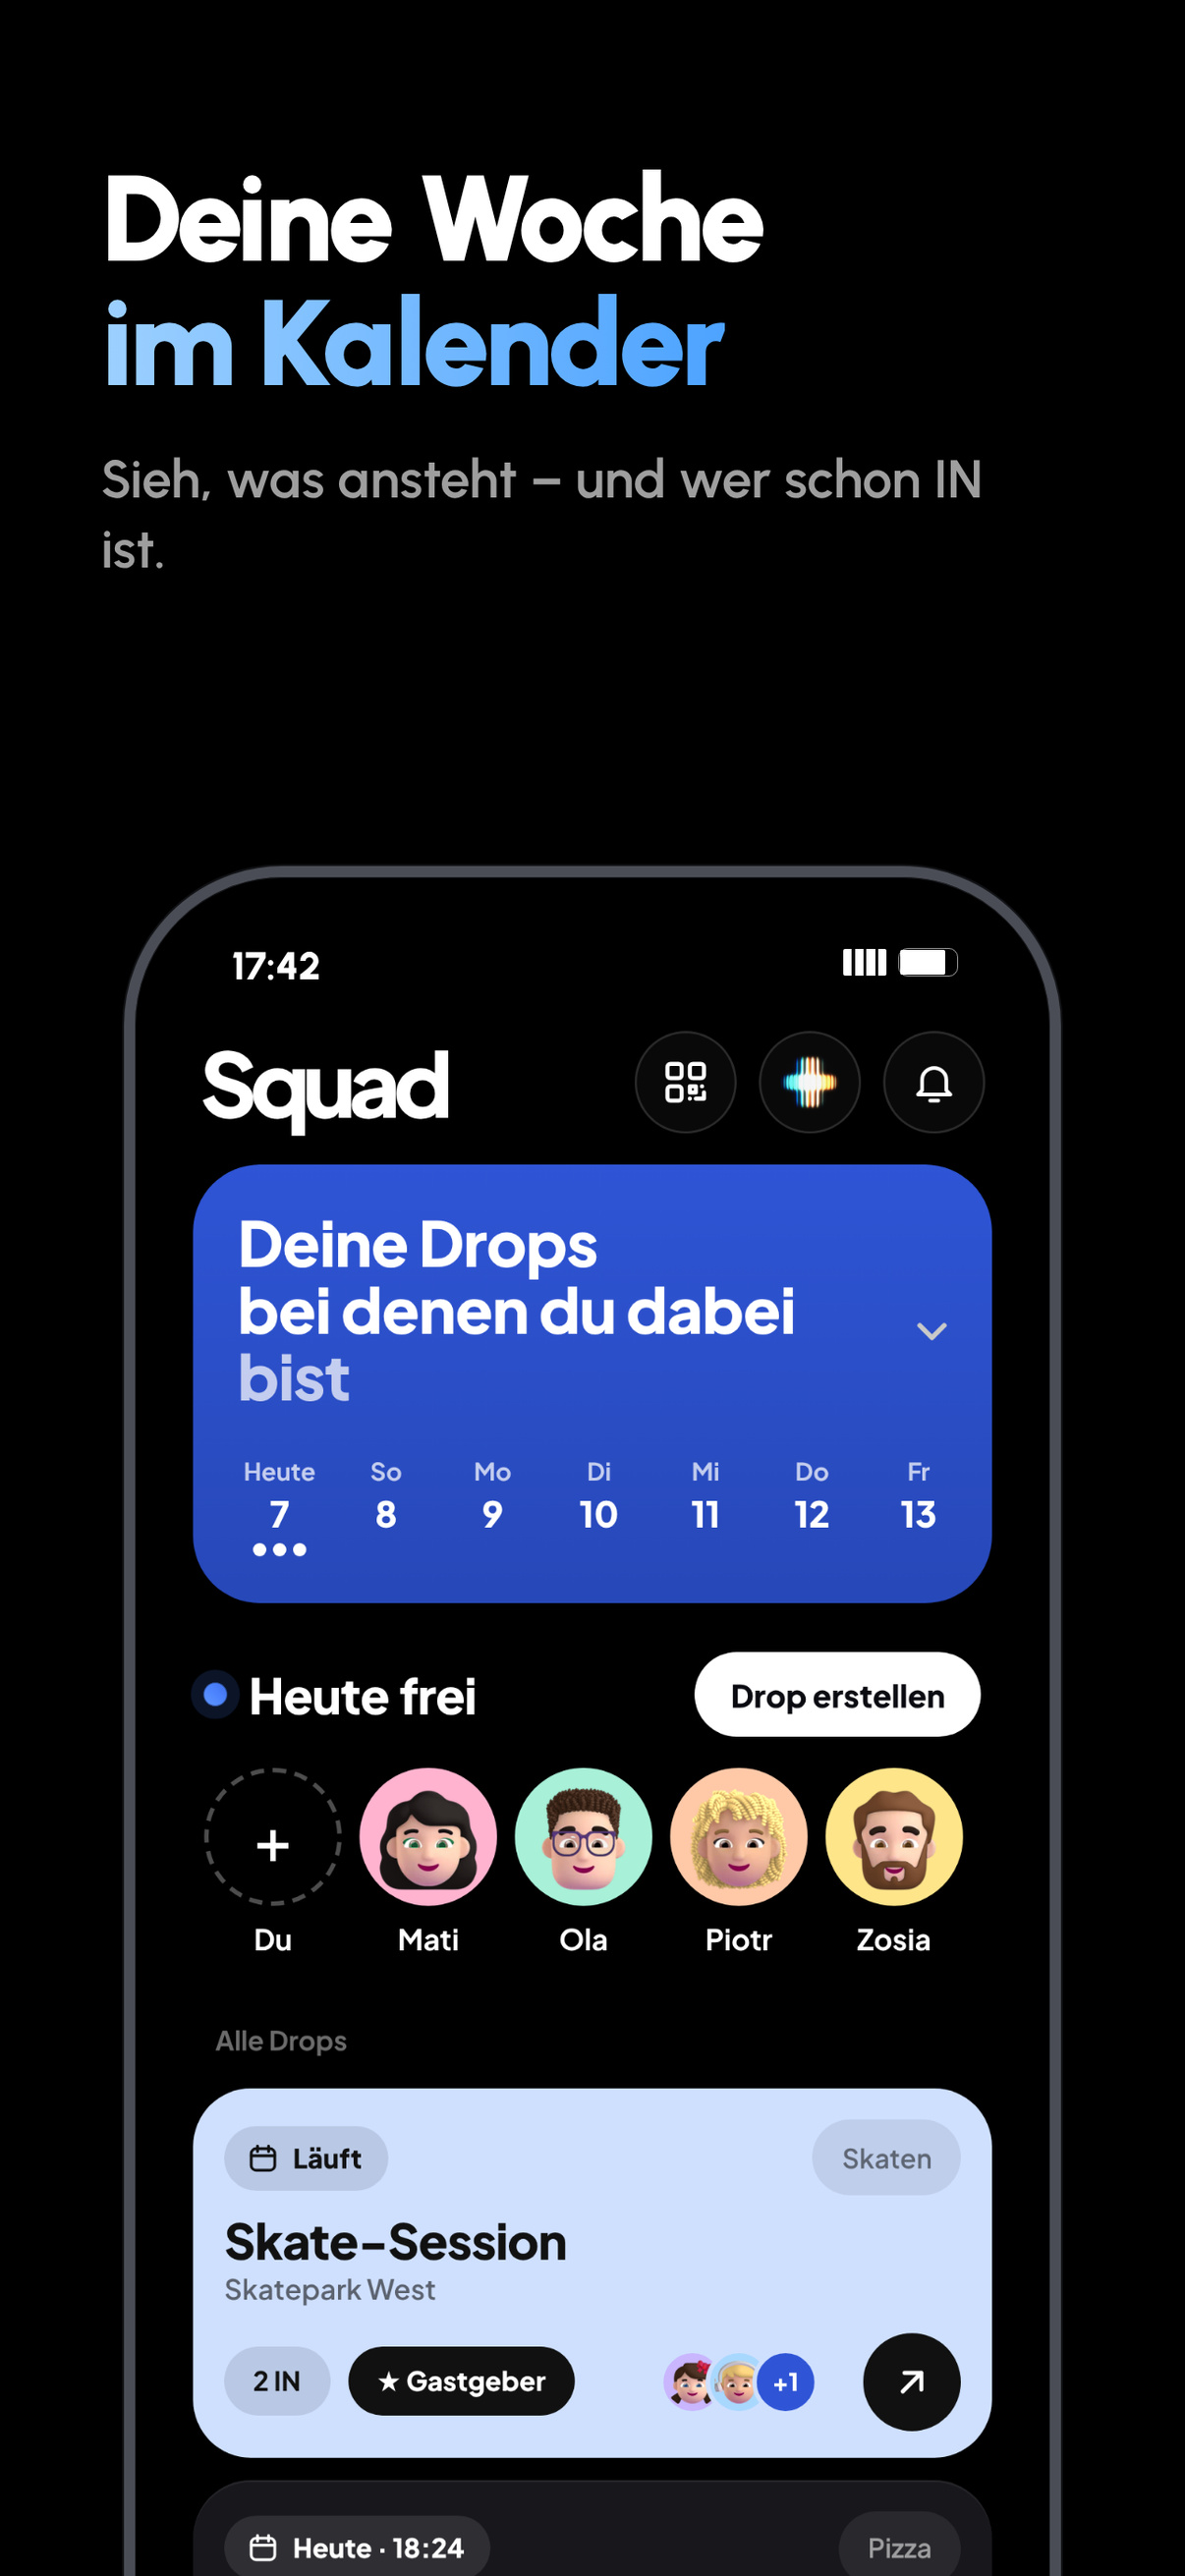 Deine Woche
im Kalender
Sieh, was ansteht – und wer schon IN
ist.
17:42
Squad
Deine Drops
bei denen du dabei
bist
Heute So Mo Di Mi Do Fr
7 8 9 10 11 12 13
Heute frei
Drop erstellen
Du Mati Ola Piotr Zosia
Alle Drops
Läuft
Skaten
Skate-Session
Skatepark West
2 IN
★ Gastgeber
+1
Heute · 18:24
Pizza